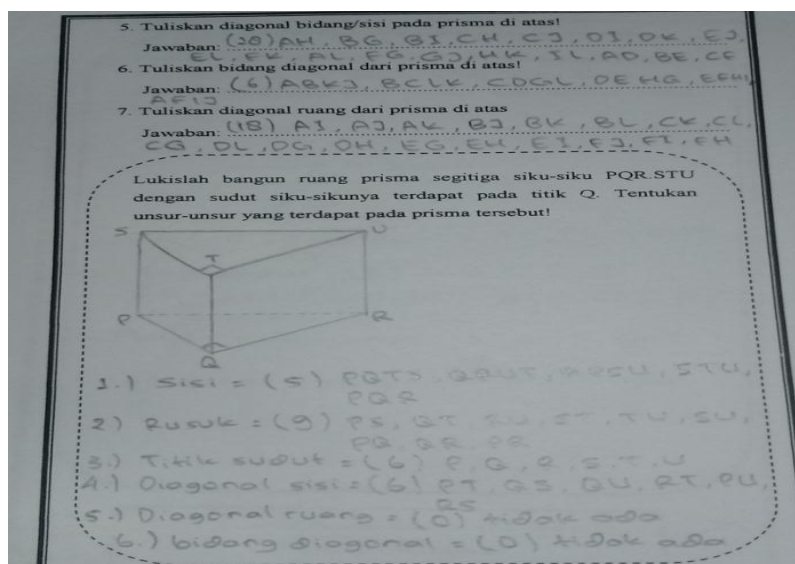 5. Tuliskan diagonal bidang/sisi pada prisma di atas!
Jawaban: (20) AH, BG, BI, CH, CJ, DI, DK, EJ,
EL, FK, AL, FG, GJ, HK, IL, AD, BE, CF
6. Tuliskan bidang diagonal dari prisma di atas!
Jawaban: (6) ABKJ, BCLK, CDGL, DEHG, EFHI,
AFIJ
7. Tuliskan diagonal ruang dari prisma di atas
Jawaban: (18) AI, AJ, AK, BJ, BK, BL, CK, CL,
CG, DL, DG, DH, EG, EH, EI, FJ, FI, FH
Lukislah bangun ruang prisma segitiga siku-siku PQR.STU
dengan sudut siku-sikunya terdapat pada titik Q. Tentukan
unsur-unsur yang terdapat pada prisma tersebut!
S U
T
P R
Q
1.) Sisi = (5) PQTS, QRUT, PRSU, STU,
PQR
2) Rusuk = (9) PS, QT, RU, ST, TU, SU,
PQ, QR, PR
3.) Titik sudut = (6) P, Q, R, S, T, U
4.) Diagonal sisi = (6) PT, QS, QU, RT, PU,
RS
5.) Diagonal ruang = (0) tidak ada
6.) bidang diagonal = (0) tidak ada